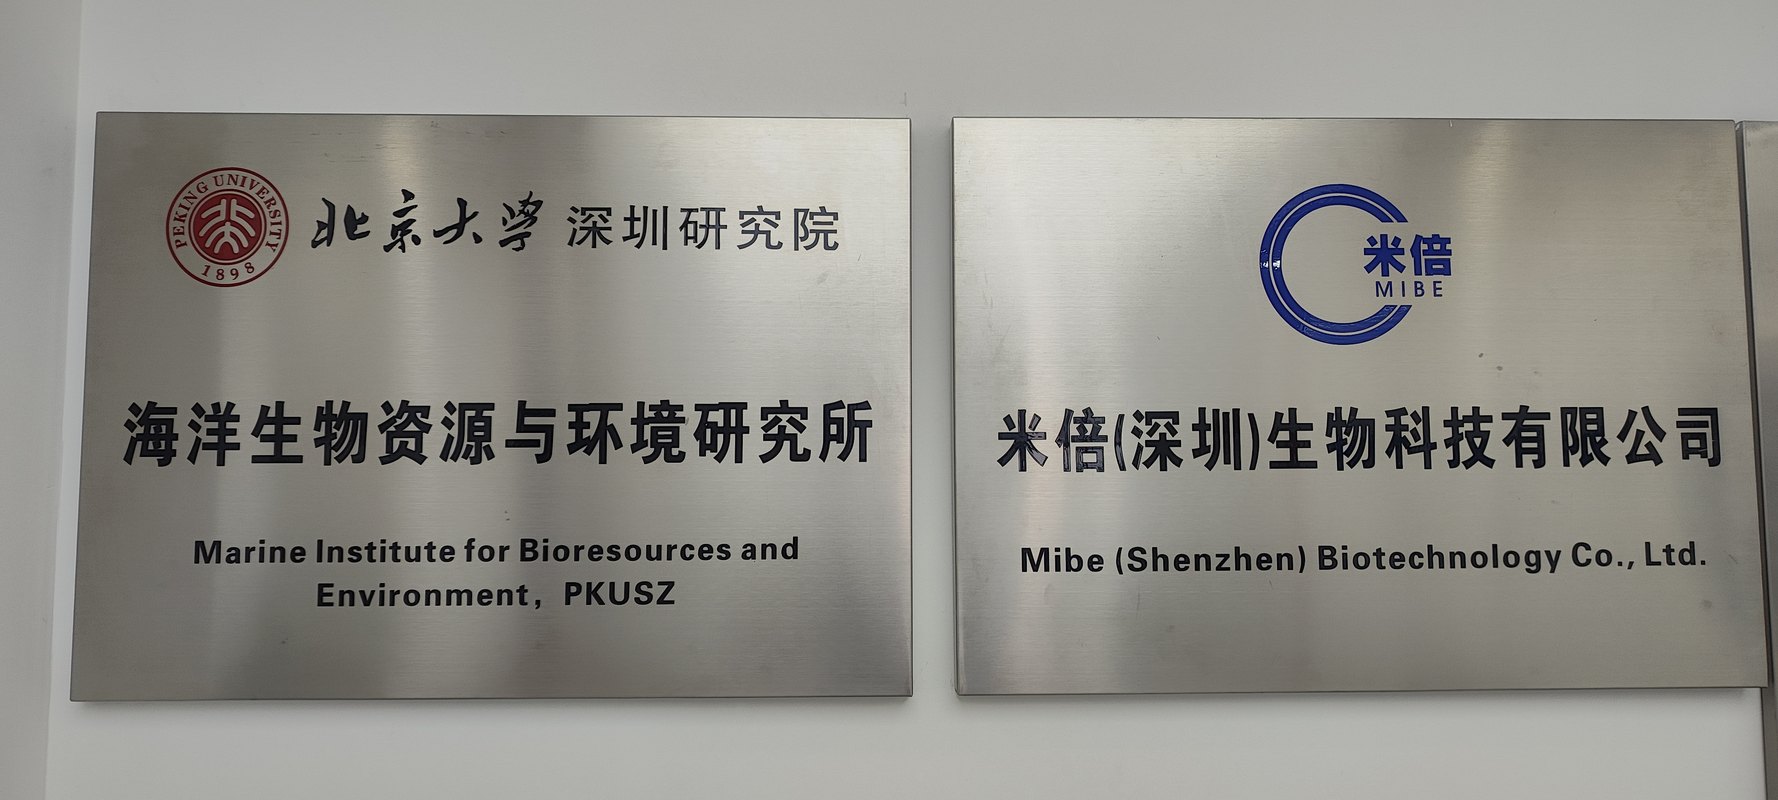 PEKING UNIVERSITY
1898
北京大学 深圳研究院
海洋生物资源与环境研究所
Marine Institute for Bioresources and
Environment, PKUSZ
米倍
MIBE
米倍(深圳)生物科技有限公司
Mibe (Shenzhen) Biotechnology Co., Ltd.